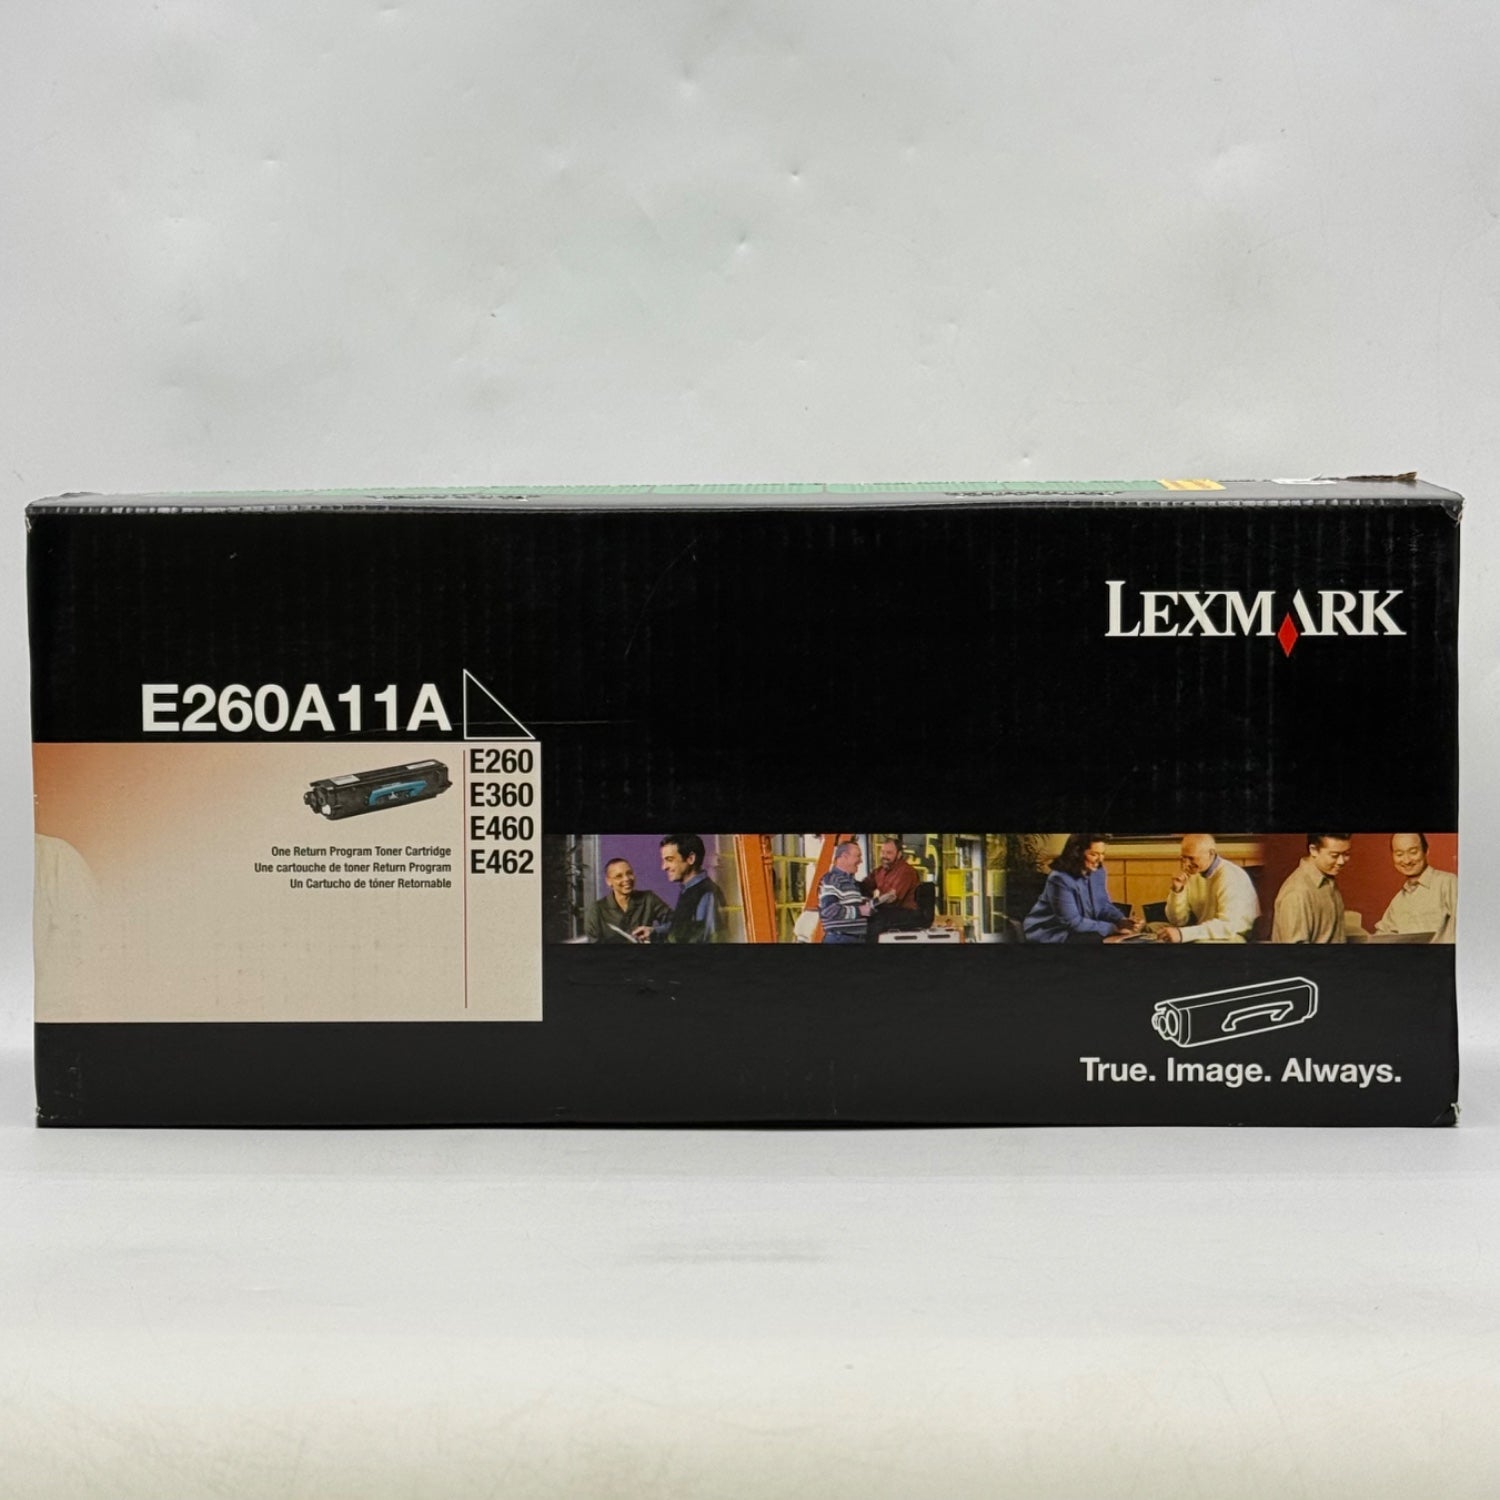 LEXMARK
E260A11A
E260
E360
E460
E462
One Return Program Toner Cartridge
Une cartouche de toner Return Program
Un Cartucho de tóner Retornable
True. Image. Always.